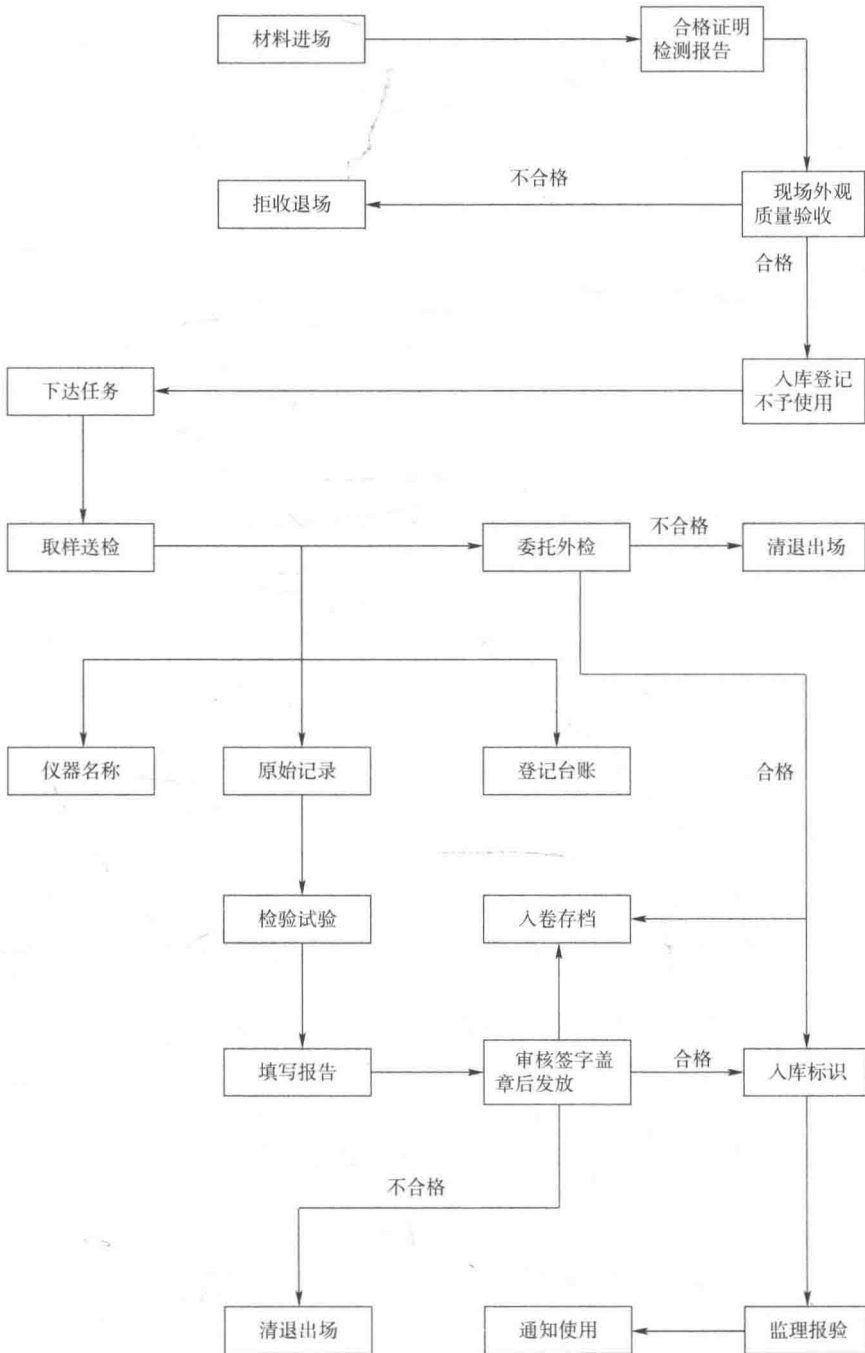 材料进场
合格证明
检测报告
不合格
拒收退场
现场外观
质量验收
合格
下达任务
入库登记
不予使用
取样送检
委托外检
不合格
清退出场
仪器名称
原始记录
登记台账
合格
检验试验
入卷存档
填写报告
审核签字盖
章后发放
合格
入库标识
不合格
清退出场
通知使用
监理报验